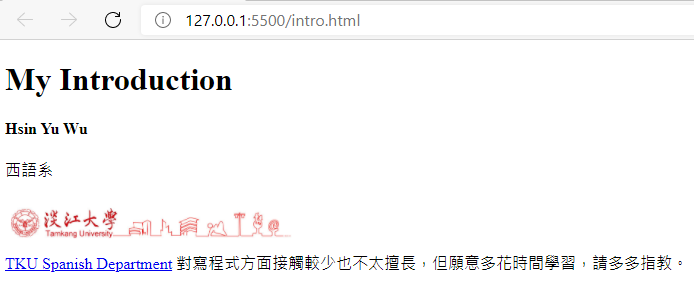 127.0.0.1:5500/intro.html
My Introduction
Hsin Yu Wu
西語系
淡江大學
Tamkang University
TKU Spanish Department 對寫程式方面接觸較少也不太擅長，但願意多花時間學習，請多多指教。